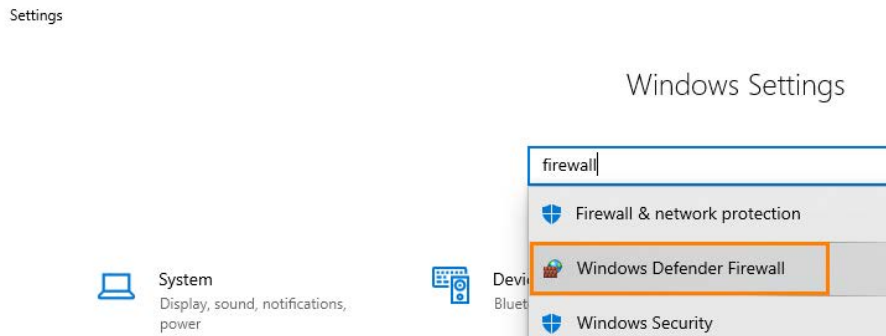 Settings
Windows Settings
firewall
Firewall & network protection
Windows Defender Firewall
Windows Security
System
Display, sound, notifications,
power